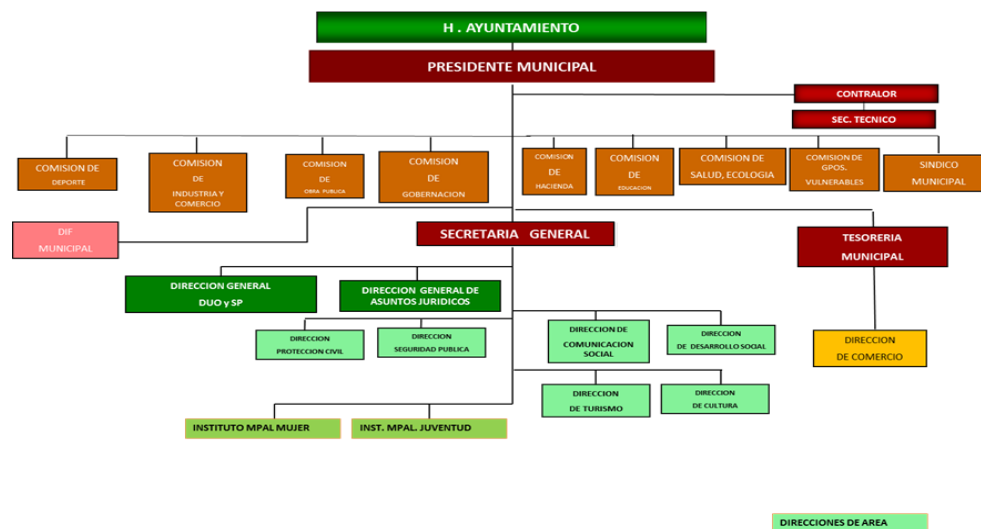 H . AYUNTAMIENTO
PRESIDENTE MUNICIPAL
CONTRALOR
SEC. TECNICO
COMISION DE
DEPORTE
COMISION
DE
INDUSTRIA Y
COMERCIO
COMISION
DE
OBRA PUBLICA
COMISION
DE
GOBERNACION
COMISION
DE
HACIENDA
COMISION
DE
EDUCACION
COMISION DE
SALUD, ECOLOGIA
COMISION DE
GPOS.
VULNERABLES
SINDICO
MUNICIPAL
DIF
MUNICIPAL
SECRETARIA GENERAL
TESORERIA
MUNICIPAL
DIRECCION GENERAL
DUO y SP
DIRECCION GENERAL DE
ASUNTOS JURIDICOS
DIRECCION
PROTECCION CIVIL
DIRECCION
SEGURIDAD PUBLICA
DIRECCION DE
COMUNICACION
SOCIAL
DIRECCION
DE DESARROLLO SOCIAL
DIRECCION
DE COMERCIO
DIRECCION
DE TURISMO
DIRECCION
DE CULTURA
INSTITUTO MPAL MUJER
INST. MPAL. JUVENTUD
DIRECCIONES DE AREA